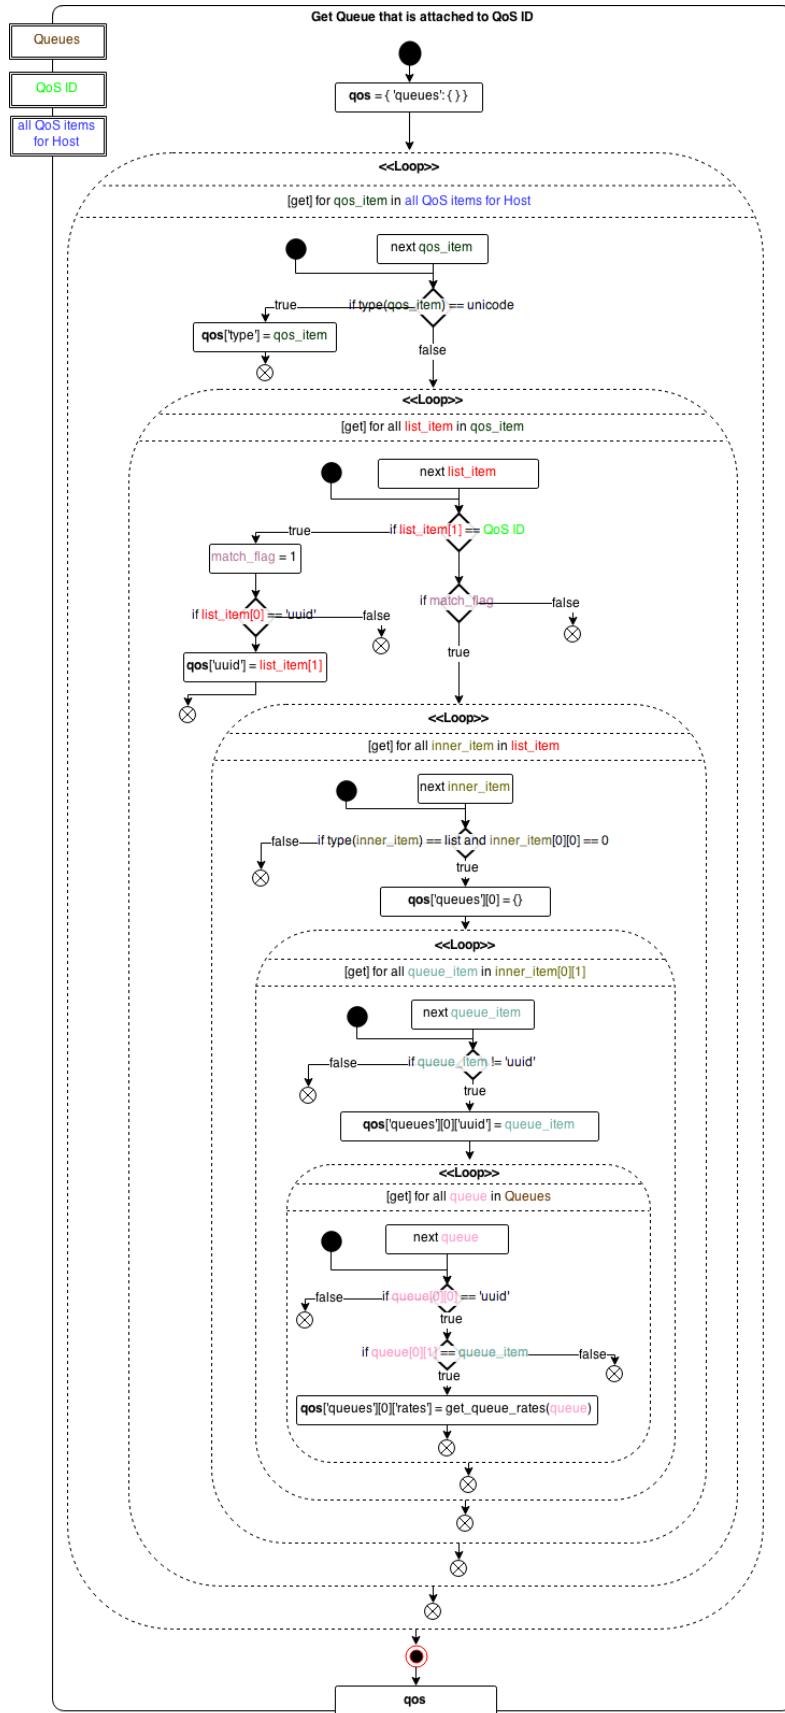 Get Queue that is attached to QoS ID
Queues
QoS ID
all QoS items
for Host
qos = { 'queues': { } }
<<Loop>>
[get] for qos_item in all QoS items for Host
next qos_item
true
if type(qos_item) == unicode
qos['type'] = qos_item
false
<<Loop>>
[get] for all list_item in qos_item
next list_item
true
if list_item[1] == QoS ID
match_flag = 1
if match_flag
false
if list_item[0] == 'uuid'
false
true
qos['uuid'] = list_item[1]
<<Loop>>
[get] for all inner_item in list_item
next inner_item
false
if type(inner_item) == list and inner_item[0][0] == 0
true
qos['queues'][0] = {}
<<Loop>>
[get] for all queue_item in inner_item[0][1]
next queue_item
false
if queue_item != 'uuid'
true
qos['queues'][0]['uuid'] = queue_item
<<Loop>>
[get] for all queue in Queues
next queue
false
if queue[0][0] == 'uuid'
true
if queue[0][1] == queue_item
false
true
qos['queues'][0]['rates'] = get_queue_rates(queue)
qos